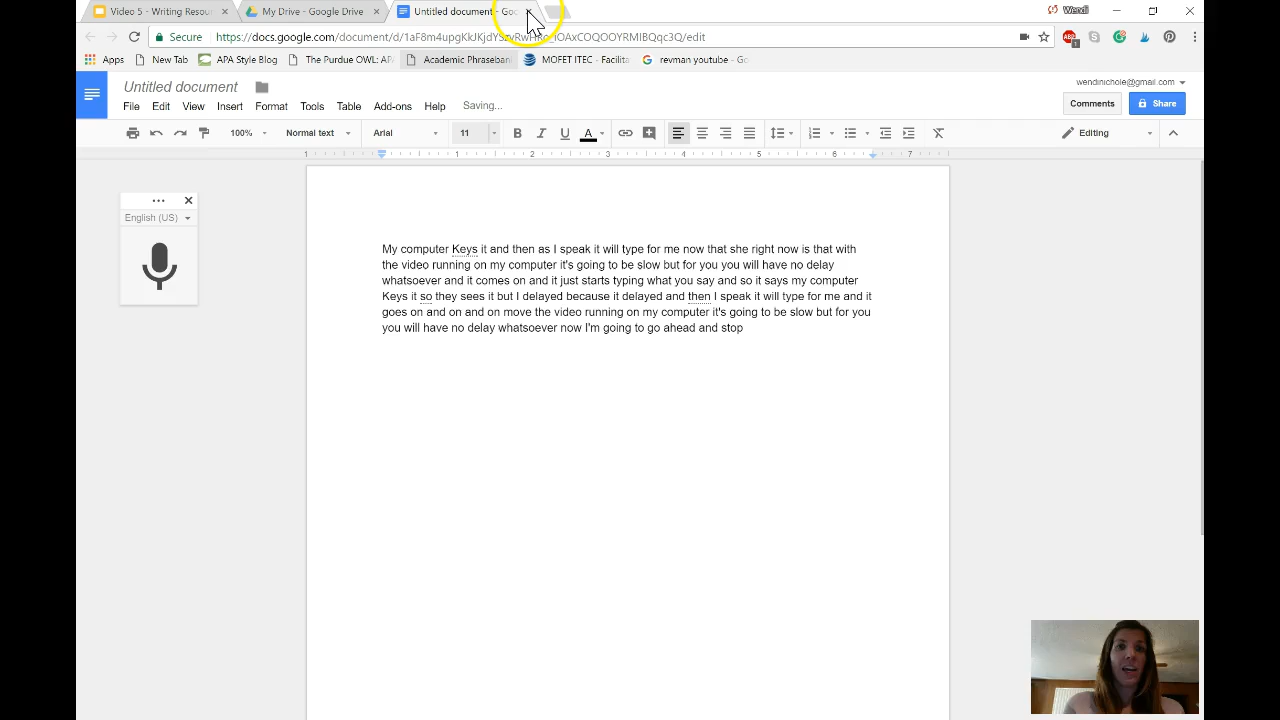 Video 5 - Writing Resou
My Drive - Google Drive
Untitled document - Goo
Wendi
Secure
https://docs.google.com/document/d/
/edit
Apps
New Tab
APA Style Blog
The Purdue OWL: AP
Academic Phraseban
MOFET ITEC - Facilita
revman youtube - Go
Untitled document
wendinichole@gmail.com
File Edit View Insert Format Tools Table Add-ons Help Saving...
Comments
Share
100% Normal text Arial 11 B I U A Editing
1 1 2 3 4 5 6 7
English (US)
My computer Keys it and then as I speak it will type for me now that she right now is that with
the video running on my computer it's going to be slow but for you you will have no delay
whatsoever and it comes on and it just starts typing what you say and so it says my computer
Keys it so they sees it but I delayed because it delayed and then I speak it will type for me and it
goes on and on and on move the video running on my computer it's going to be slow but for you
you will have no delay whatsoever now I'm going to go ahead and stop